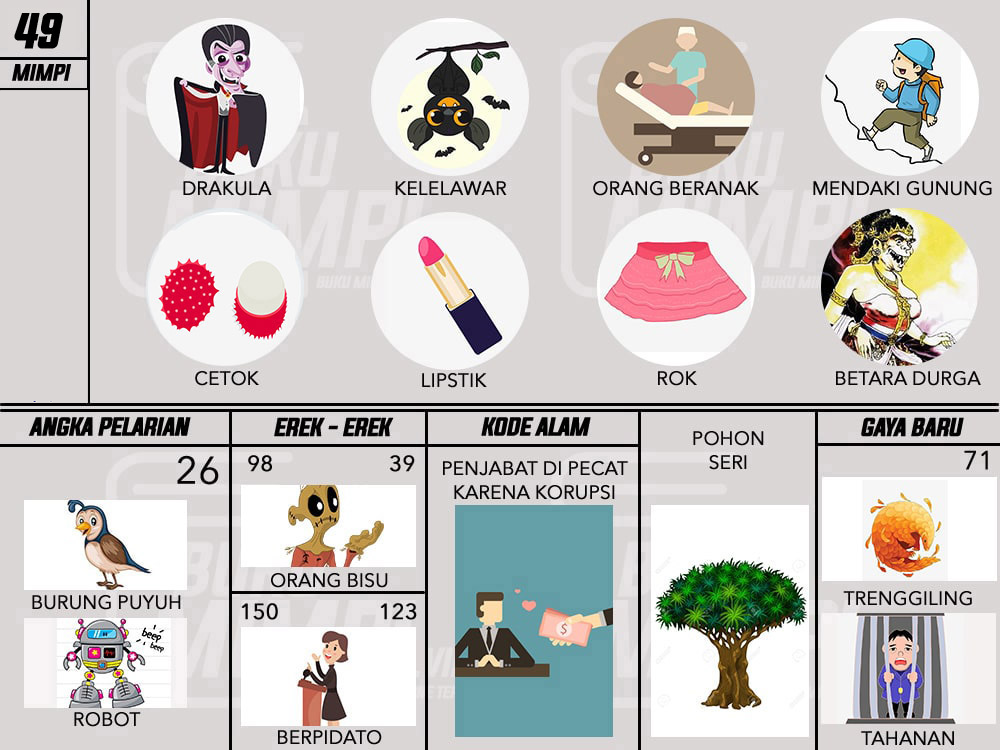 49
MIMPI
DRAKULA
KELELAWAR
ORANG BERANAK
MENDAKI GUNUNG
CETOK
LIPSTIK
ROK
BETARA DURGA
ANGKA PELARIAN
26
BURUNG PUYUH
beep
beep
ROBOT
EREK - EREK
98 39
ORANG BISU
150 123
BERPIDATO
KODE ALAM
PENJABAT DI PECAT
KARENA KORUPSI
$
POHON
SERI
GAYA BARU
71
TRENGGILING
TAHANAN
BUKU
MIMPI